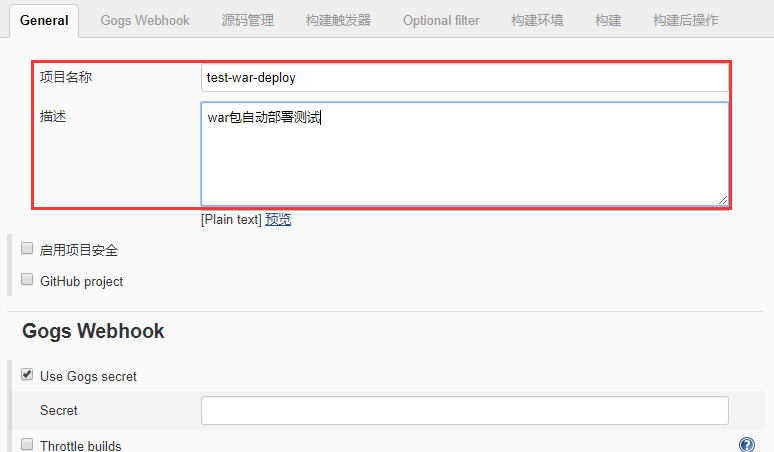 General Gogs Webhook 源码管理 构建触发器 Optional filter 构建环境 构建 构建后操作
项目名称 test-war-deploy
描述 war包自动部署测试
[Plain text] 预览
启用项目安全
GitHub project
Gogs Webhook
Use Gogs secret
Secret
Throttle builds ?